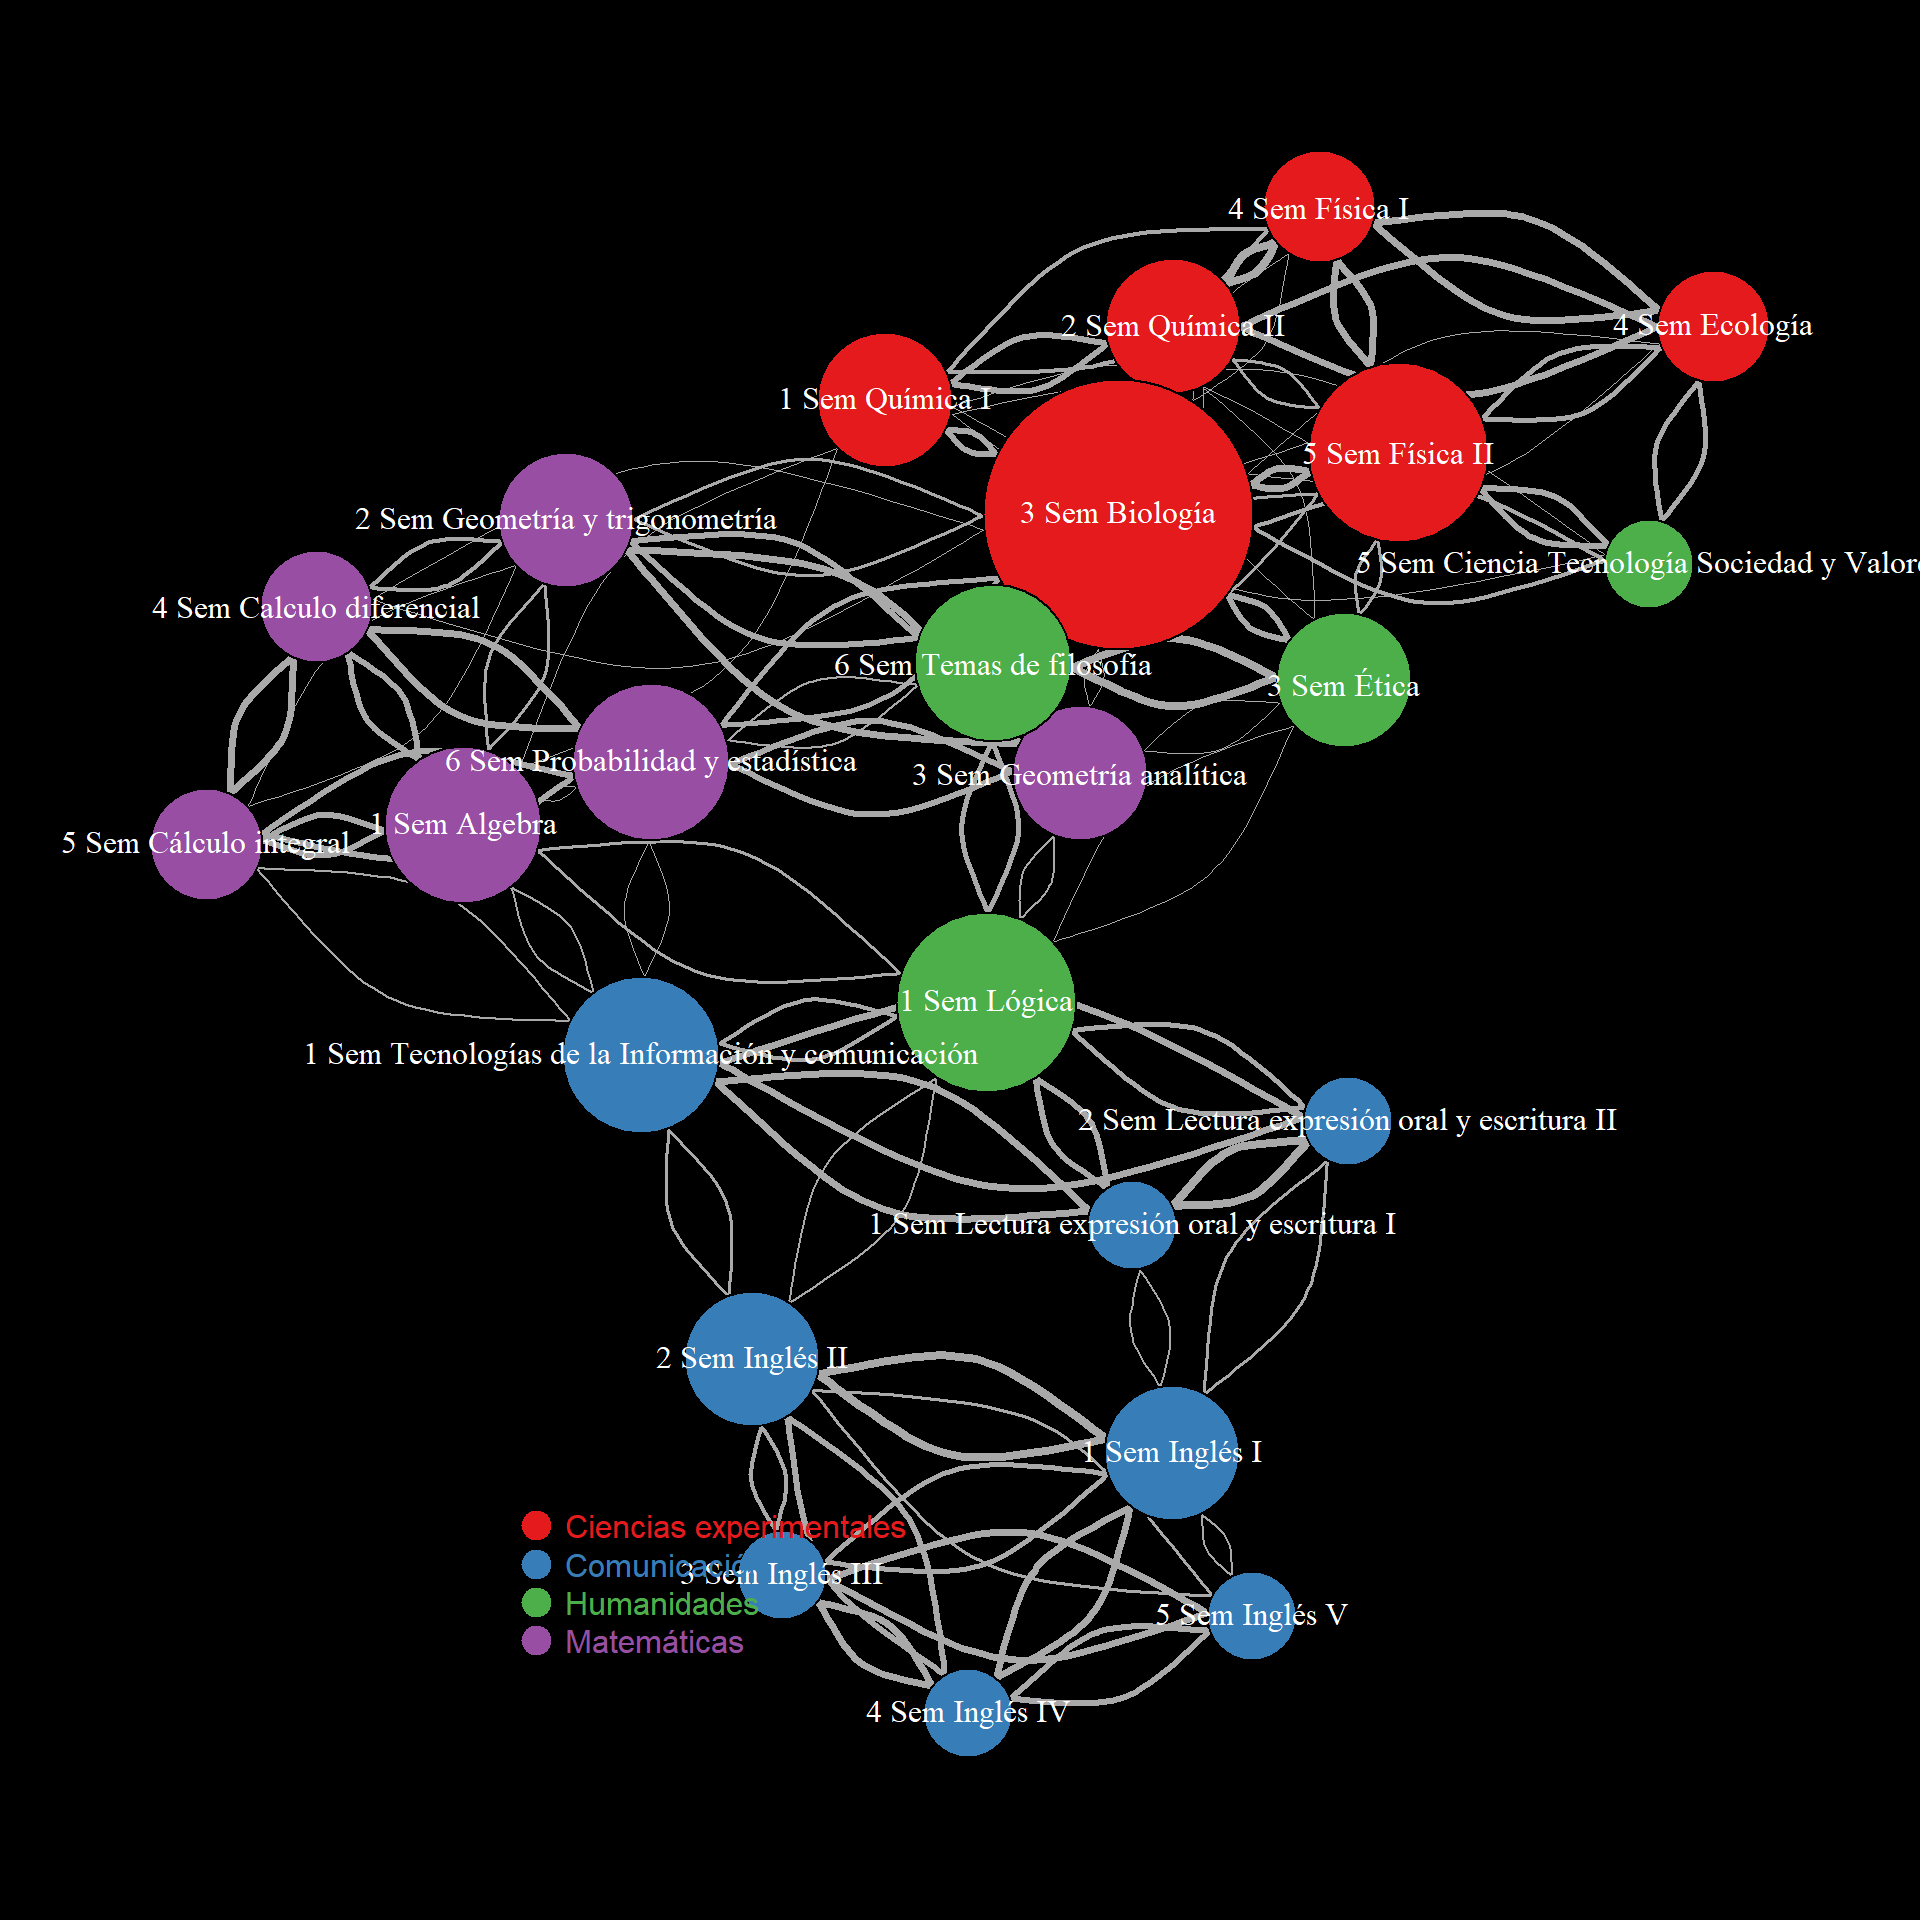 4 Sem Física I
2 Sem Química II
4 Sem Ecología
1 Sem Química I
5 Sem Física II
3 Sem Biología
2 Sem Geometría y trigonometría
5 Sem Ciencia Tecnología Sociedad y Valor
4 Sem Calculo diferencial
6 Sem Temas de filosofía
3 Sem Ética
6 Sem Probabilidad y estadística
3 Sem Geometría analítica
1 Sem Algebra
5 Sem Cálculo integral
1 Sem Lógica
1 Sem Tecnologías de la Información y comunicación
2 Sem Lectura expresión oral y escritura II
1 Sem Lectura expresión oral y escritura I
2 Sem Inglés II
1 Sem Inglés I
Ciencias experimentales
Comunicació
3 Sem Inglés III
Humanidades
5 Sem Inglés V
Matemáticas
4 Sem Inglés IV